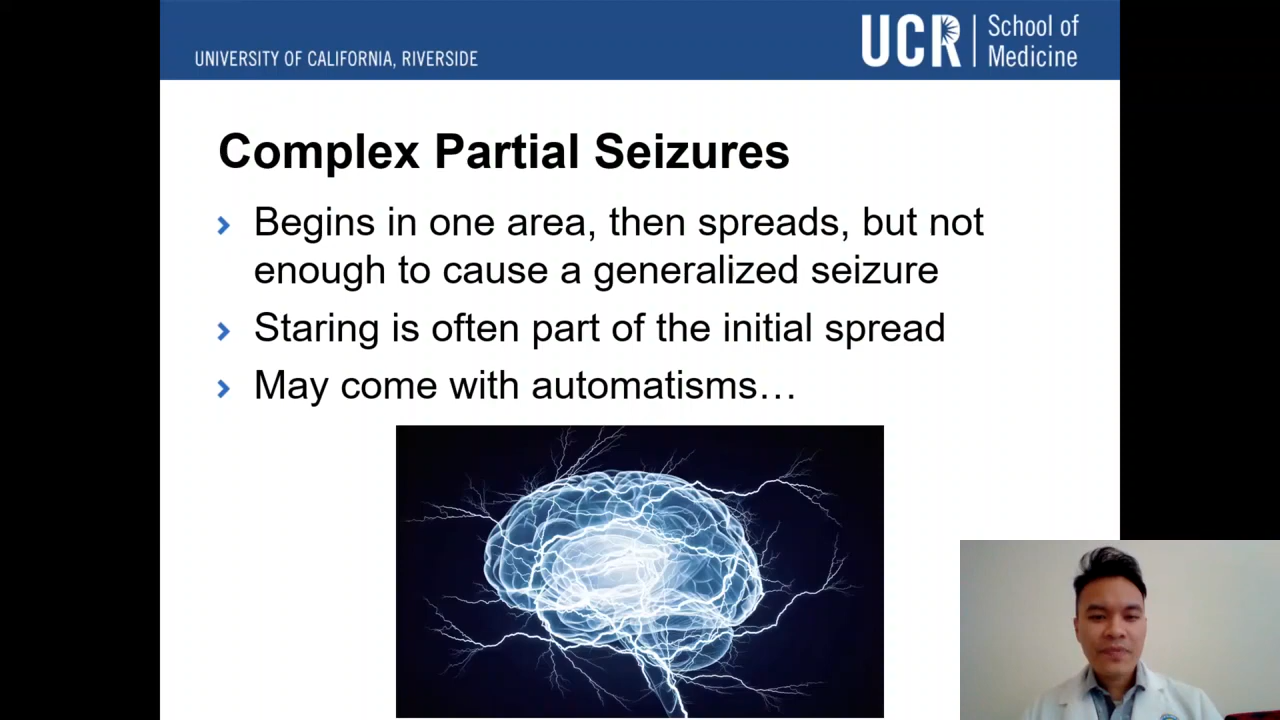 UNIVERSITY OF CALIFORNIA, RIVERSIDE
UCR School of
Medicine
Complex Partial Seizures
Begins in one area, then spreads, but not
enough to cause a generalized seizure
Staring is often part of the initial spread
May come with automatisms…